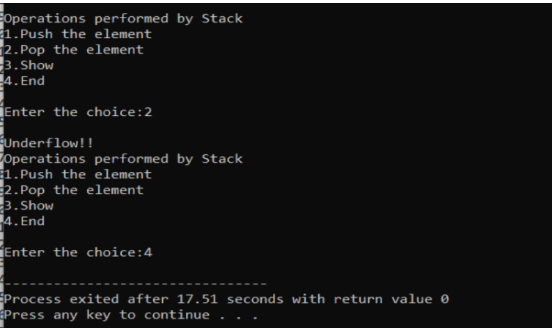 Operations performed by Stack
1.Push the element
2.Pop the element
3.Show
4.End
Enter the choice:2
Underflow!!
Operations performed by Stack
1.Push the element
2.Pop the element
3.Show
4.End
Enter the choice:4
--------------------------------
Process exited after 17.51 seconds with return value 0
Press any key to continue . . .